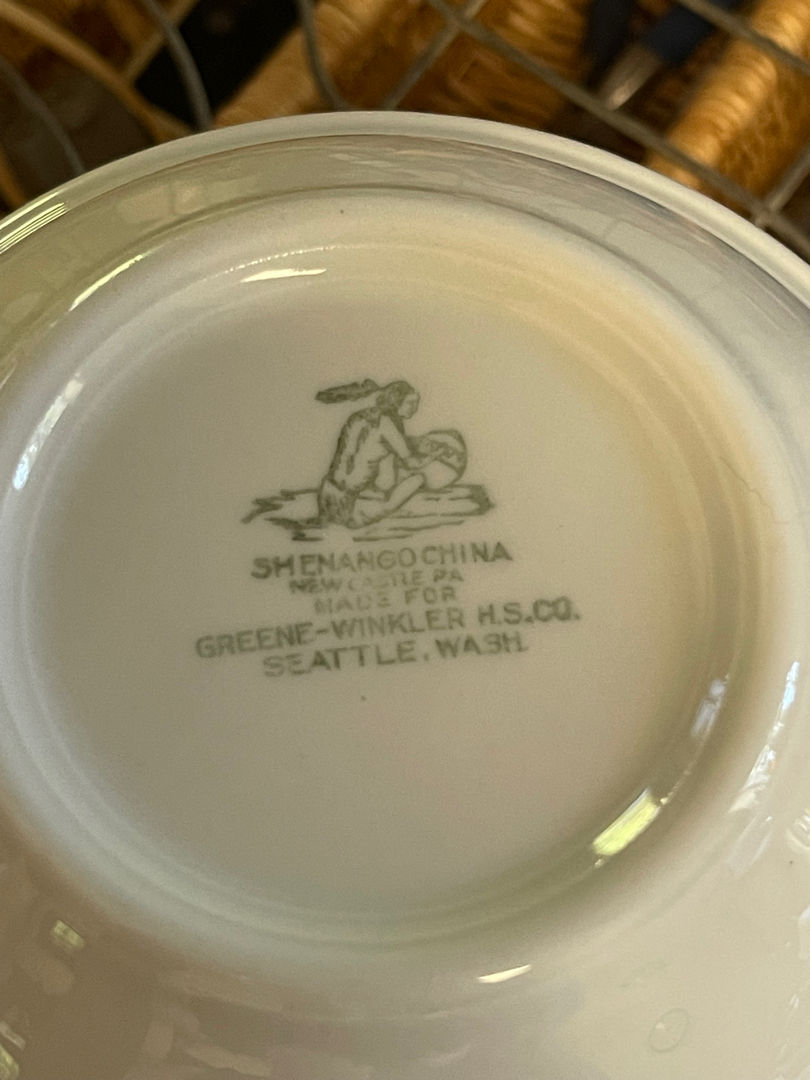 SHENANGO CHINA
NEW CASTLE PA
MADE FOR
GREENE-WINKLER H.S.CO.
SEATTLE, WASH.